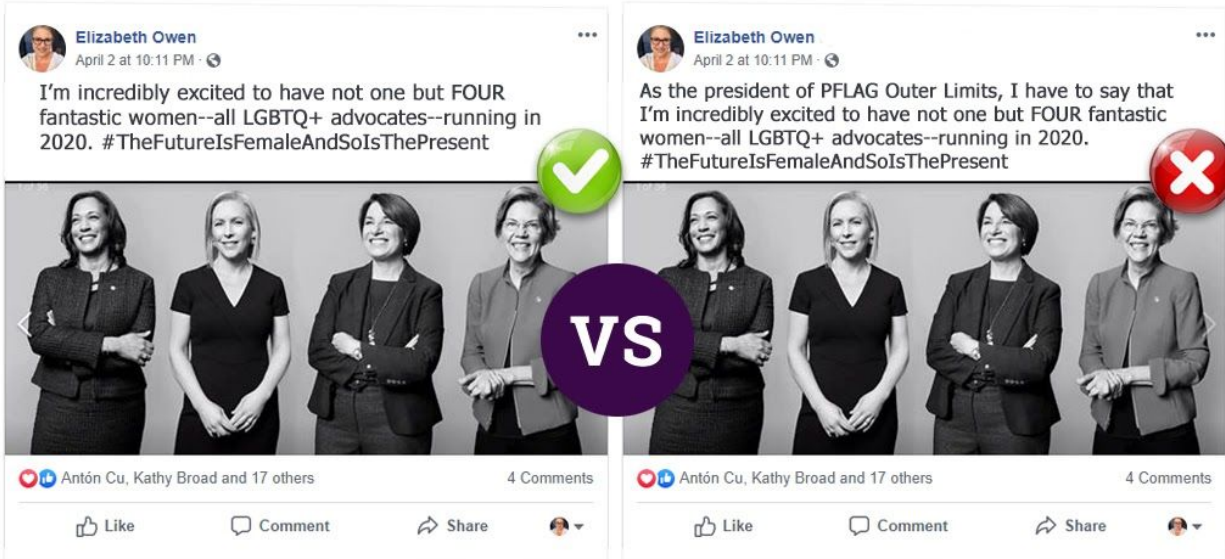 Elizabeth Owen
April 2 at 10:11 PM ·
I'm incredibly excited to have not one but FOUR
fantastic women--all LGBTQ+ advocates--running in
2020. #TheFutureIsFemaleAndSoIsThePresent
Antón Cu, Kathy Broad and 17 others
4 Comments
Like
Comment
Share
VS
Elizabeth Owen
April 2 at 10:11 PM ·
As the president of PFLAG Outer Limits, I have to say that
I'm incredibly excited to have not one but FOUR fantastic
women--all LGBTQ+ advocates--running in 2020.
#TheFutureIsFemaleAndSoIsThePresent
Antón Cu, Kathy Broad and 17 others
4 Comments
Like
Comment
Share